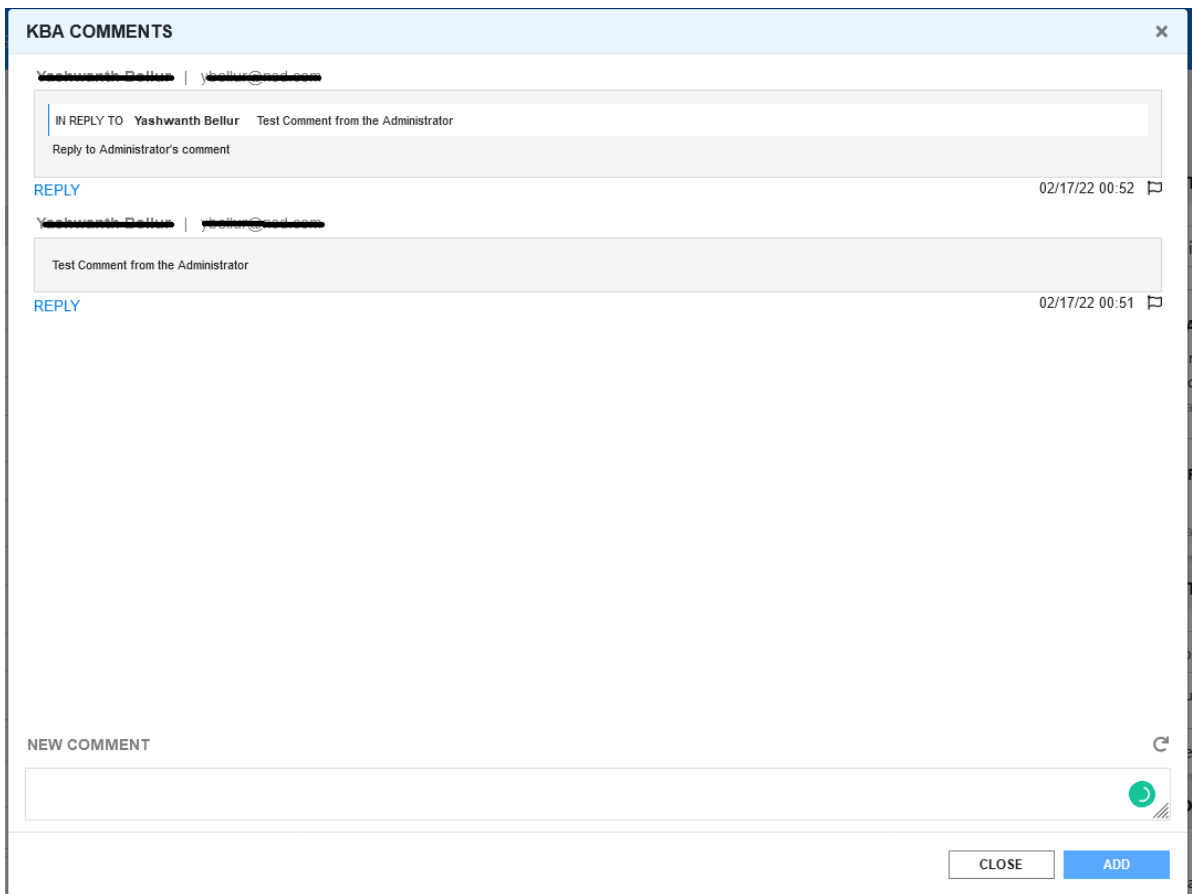 KBA COMMENTS
|
IN REPLY TO Yashwanth Bellur Test Comment from the Administrator
Reply to Administrator's comment
REPLY 02/17/22 00:52
|
Test Comment from the Administrator
REPLY 02/17/22 00:51
NEW COMMENT
CLOSE ADD